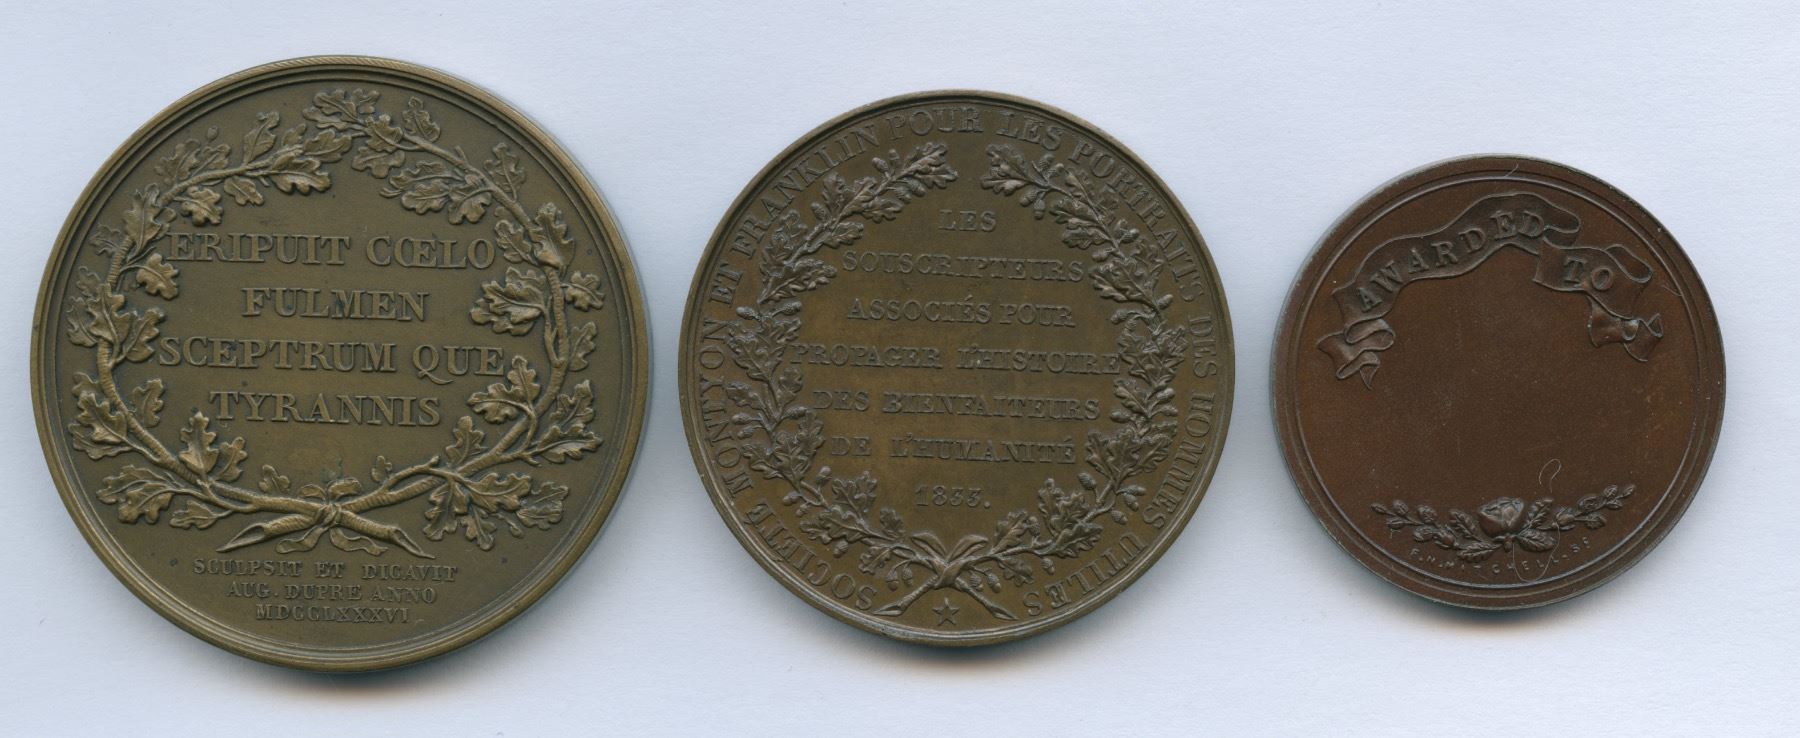 ERIPUIT CŒLO
FULMEN
SCEPTRUM QUE
TYRANNIS
SCULPSIT ET DICAVIT
AUG. DUPRE ANNO
MDCCLXXXVI
SOCIÉTÉ MONTYON ET FRANKLIN POUR LES PORTRAITS DES HOMMES UTILES
LES
SOUSCRIPTEURS
ASSOCIÉS POUR
PROPAGER L'HISTOIRE
DES BIENFAITEURS
DE L'HUMANITÉ
1833.
AWARDED TO
F.H. MITCHELL.